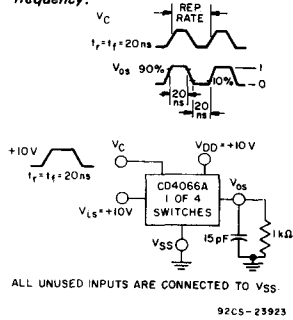 frequency.
REP.
RATE
VC
tr=tf=20ns
VOS 90% 10% 1
0
20 ns
20 ns
+10V
tr=tf=20ns
VC
VDD=+10V
Vis=+10V
CD4066A
1 OF 4
SWITCHES
VOS
VSS
15pF
1kΩ
ALL UNUSED INPUTS ARE CONNECTED TO VSS.
92CS-23923